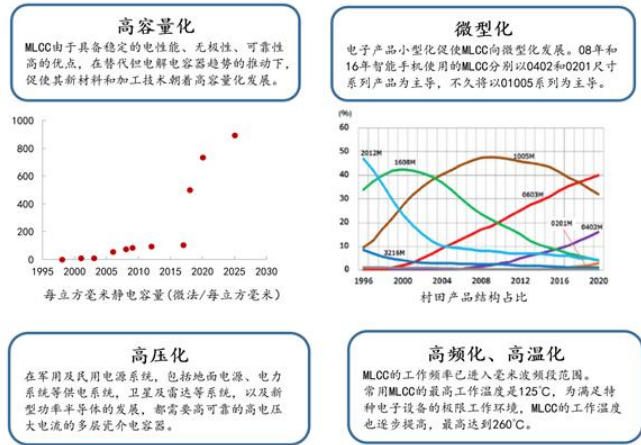 高容量化
MLCC由于具备稳定的电性能、无极性、可靠性
高的优点，在替代钽电解电容器趋势的推动下，
促使其新材料和加工技术朝着高容量化发展。
微型化
电子产品小型化促使MLCC向微型化发展。08年和
16年智能手机使用的MLCC分别以0402和0201尺寸
系列产品为主导，不久将以01005系列为主导。
1000
800
600
400
200
0
1995 2000 2005 2010 2015 2020 2025 2030
每立方毫米静电容量(微法/每立方毫米)
(%)
60
50
40
30
20
10
0
2012M
1608M
1005M
0603M
0201M
0402M
3216M
1996 2000 2004 2008 2012 2016 2020
村田产品结构占比
高压化
在军用及民用电源系统，包括地面电源、电力
系统等供电系统，卫星及雷达等系统，以及新
型功率半导体的发展，都需要高可靠的高电压
大电流的多层瓷介电容器。
高频化、高温化
MLCC的工作频率已进入毫米波频段范围。
常用MLCC的最高工作温度是125℃，为满足特
种电子设备的极限工作环境，MLCC的工作温度
也逐步提高，最高达到260℃。